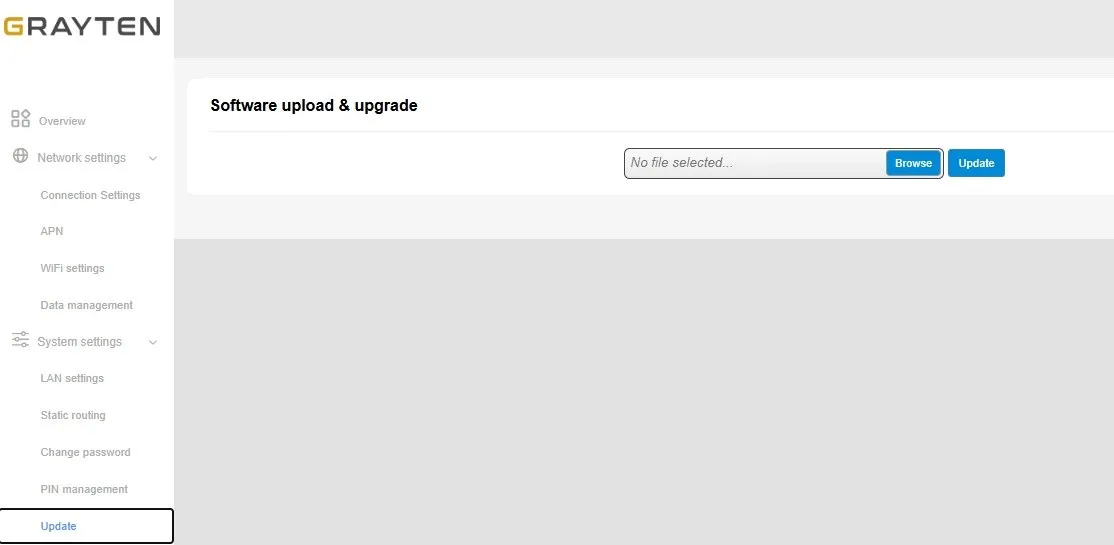 GRAYTEN
Overview
Network settings
Connection Settings
APN
WiFi settings
Data management
System settings
LAN settings
Static routing
Change password
PIN management
Update
Software upload & upgrade
No file selected... Browse Update